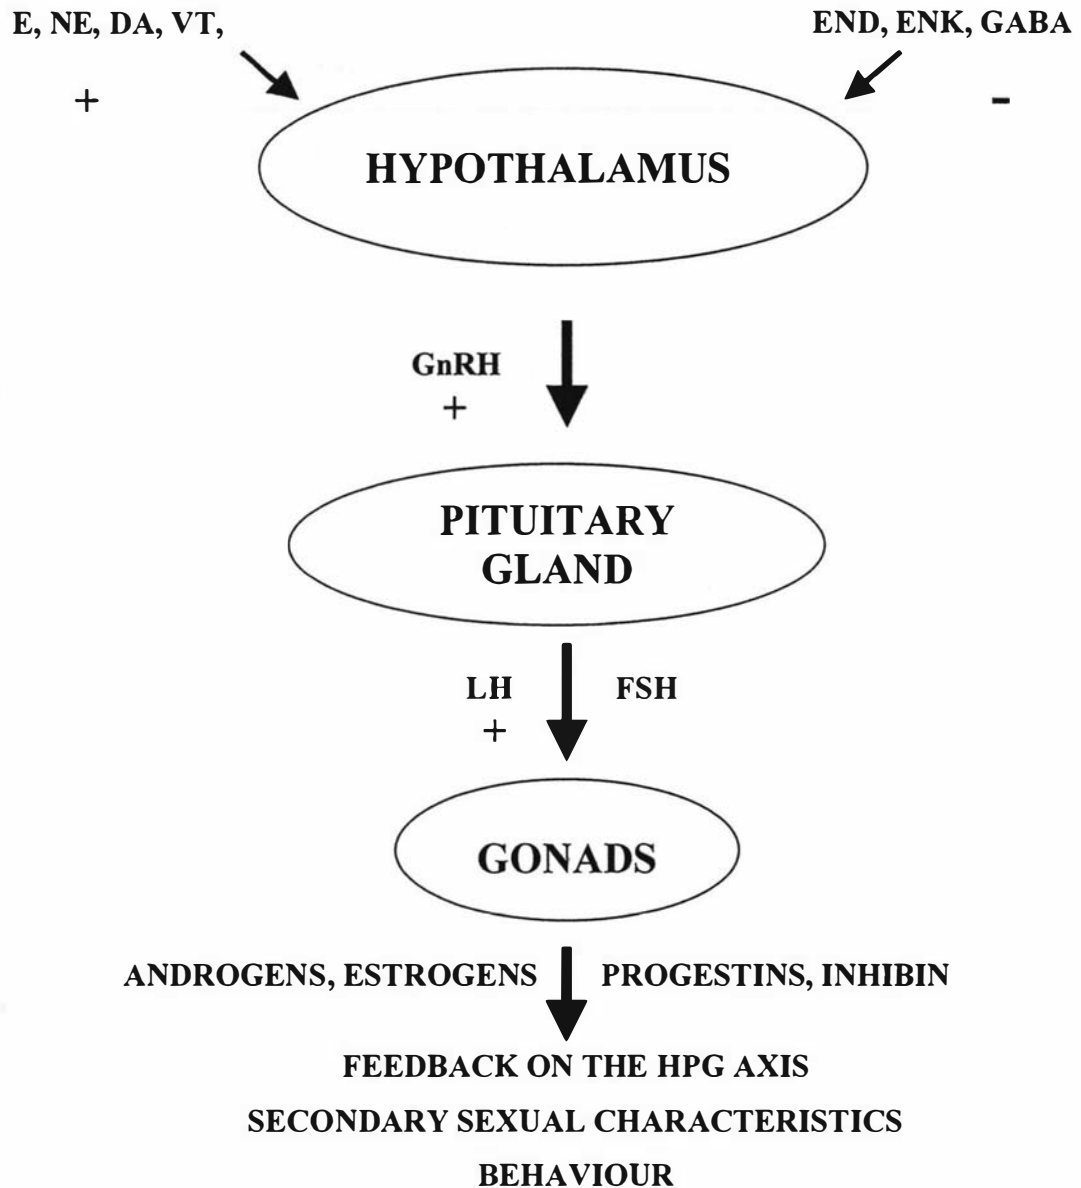 E, NE, DA, VT,
END, ENK, GABA
+
-
HYPOTHALAMUS
GnRH
+
PITUITARY
GLAND
LH
FSH
+
GONADS
ANDROGENS, ESTROGENS
PROGESTINS, INHIBIN
FEEDBACK ON THE HPG AXIS
SECONDARY SEXUAL CHARACTERISTICS
BEHAVIOUR